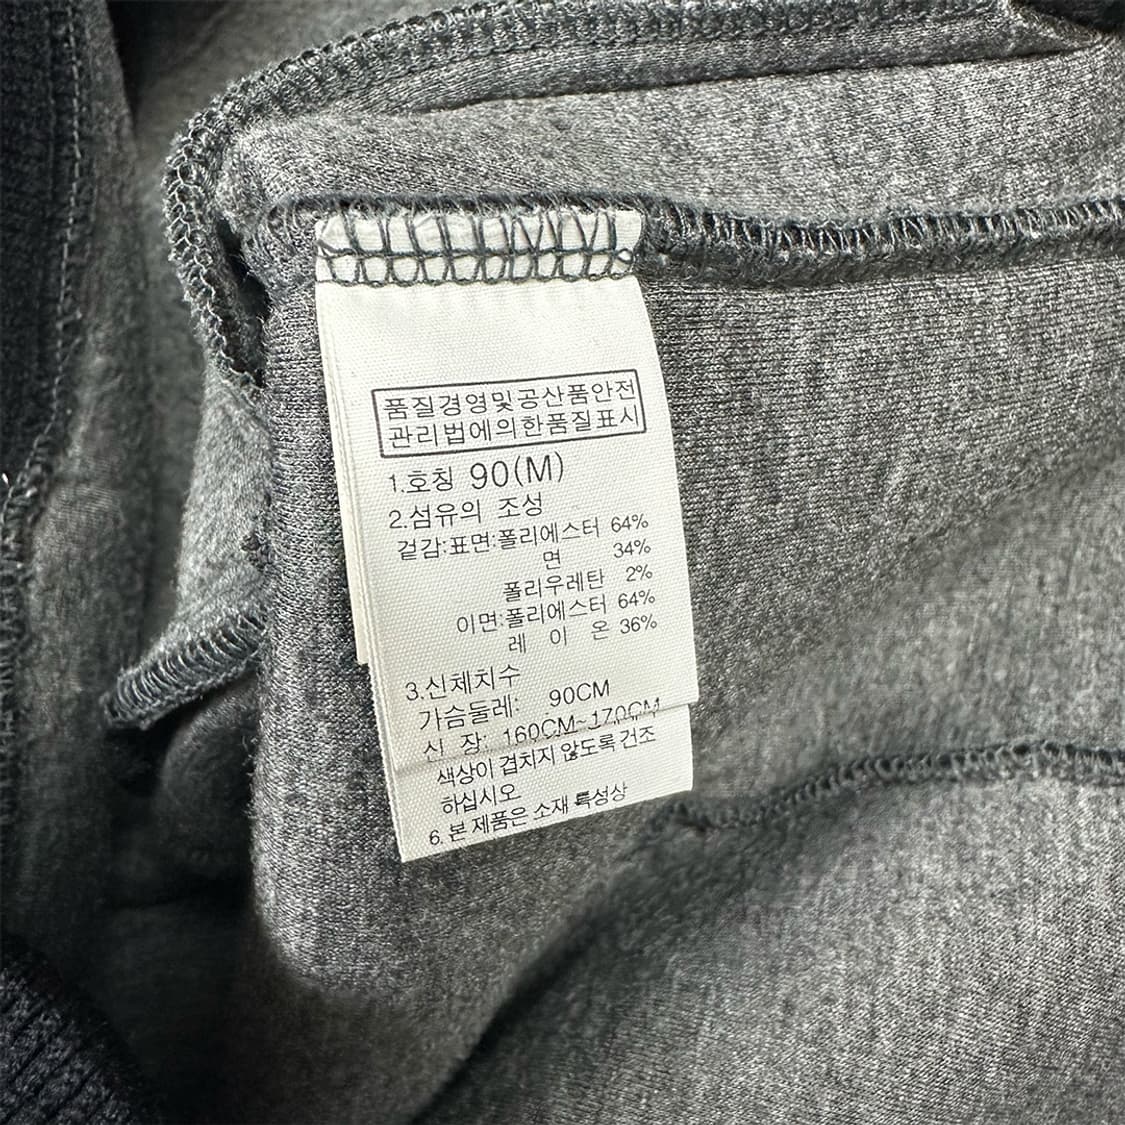 품질경영및공산품안전
관리법에의한품질표시
1.호칭 90(M)
2.섬유의 조성
겉감:표면:폴리에스터 64%
면 34%
폴리우레탄 2%
이면:폴리에스터 64%
레 이 온 36%
3.신체치수
가슴둘레: 90CM
신 장: 160CM~170CM
색상이 겹치지 않도록 건조
하십시오
6. 본 제품은 소재 특성상